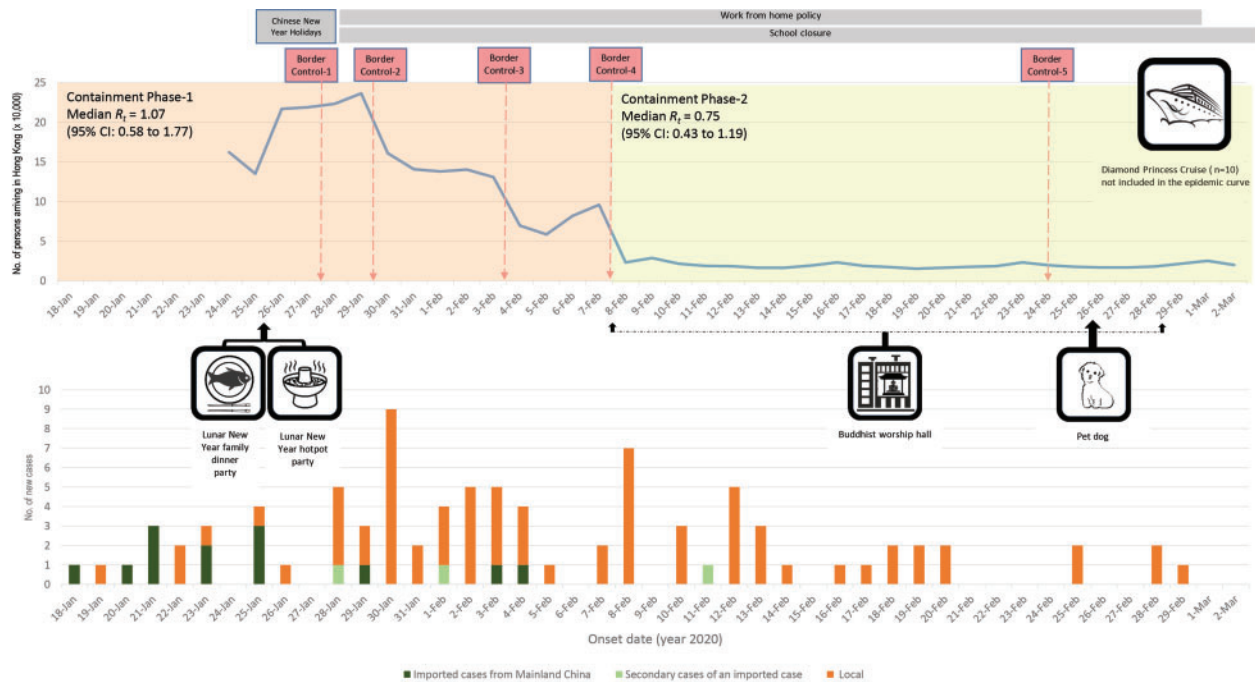 Chinese New
Year Holidays
Work from home policy
School closure
Border
Control-1
Border
Control-2
Border
Control-3
Border
Control-4
Border
Control-5
No. of persons arriving in Hong Kong (x 10,000)
25
20
15
10
5
0
Containment Phase-1
Median Rt = 1.07
(95% CI: 0.58 to 1.77)
Containment Phase-2
Median Rt = 0.75
(95% CI: 0.43 to 1.19)
Diamond Princess Cruise ( n=10)
not included in the epidemic curve
18-Jan
19-Jan
20-Jan
21-Jan
22-Jan
23-Jan
24-Jan
25-Jan
26-Jan
27-Jan
28-Jan
29-Jan
30-Jan
31-Jan
1-Feb
2-Feb
3-Feb
4-Feb
5-Feb
6-Feb
7-Feb
8-Feb
9-Feb
10-Feb
11-Feb
12-Feb
13-Feb
14-Feb
15-Feb
16-Feb
17-Feb
18-Feb
19-Feb
20-Feb
21-Feb
22-Feb
23-Feb
24-Feb
25-Feb
26-Feb
27-Feb
28-Feb
29-Feb
1-Mar
2-Mar
Lunar New
Year family
dinner
party
Lunar New
Year hotpot
party
Buddhist worship hall
Pet dog
No. of new cases
10
9
8
7
6
5
4
3
2
1
0
18-Jan
19-Jan
20-Jan
21-Jan
22-Jan
23-Jan
24-Jan
25-Jan
26-Jan
27-Jan
28-Jan
29-Jan
30-Jan
31-Jan
1-Feb
2-Feb
3-Feb
4-Feb
5-Feb
6-Feb
7-Feb
8-Feb
9-Feb
10-Feb
11-Feb
12-Feb
13-Feb
14-Feb
15-Feb
16-Feb
17-Feb
18-Feb
19-Feb
20-Feb
21-Feb
22-Feb
23-Feb
24-Feb
25-Feb
26-Feb
27-Feb
28-Feb
29-Feb
1-Mar
2-Mar
Onset date (year 2020)
Imported cases from Mainland China
Secondary cases of an imported case
Local